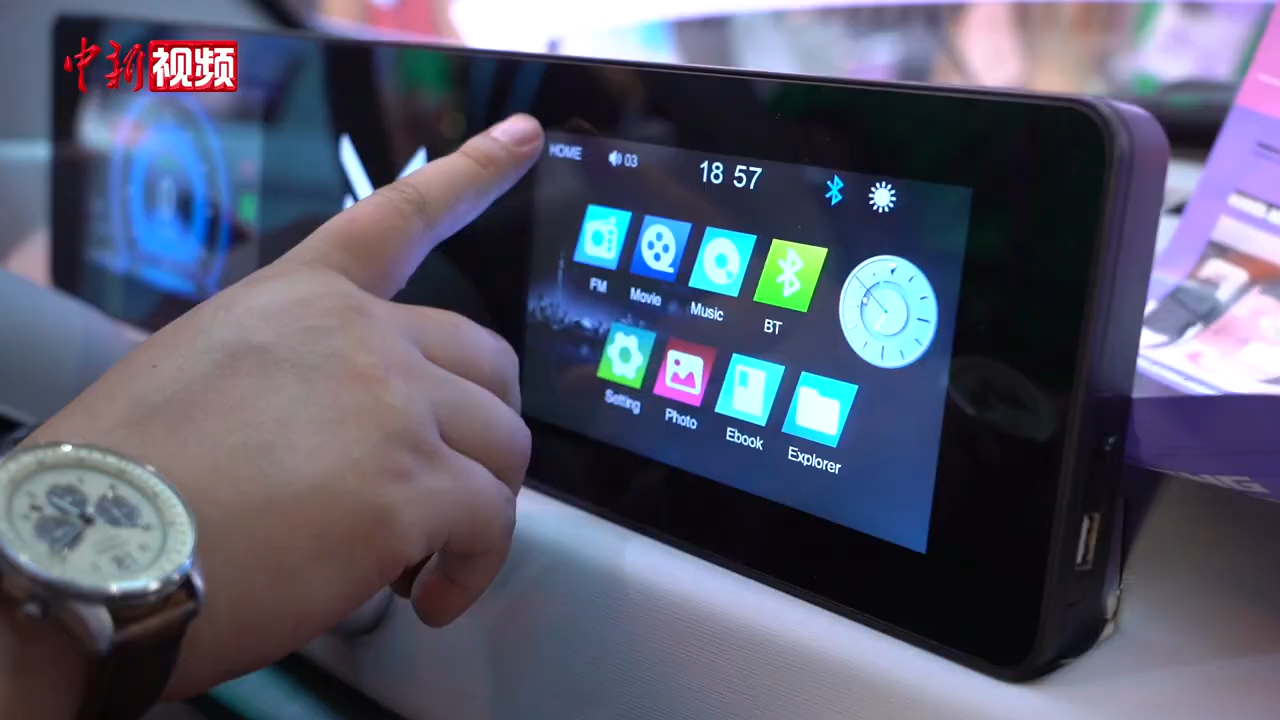 中新视频
HOME 03 18 57
FM Movie Music BT
Setting Photo Ebook Explorer